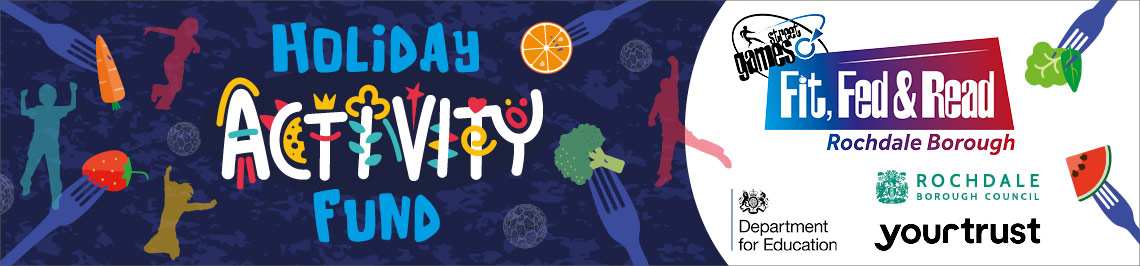 HOLiDAY
ACTIVITY
FUND
street
games
Fit, Fed & Read
Rochdale Borough
Department
for Education
ROCHDALE
BOROUGH COUNCIL
yourtrust